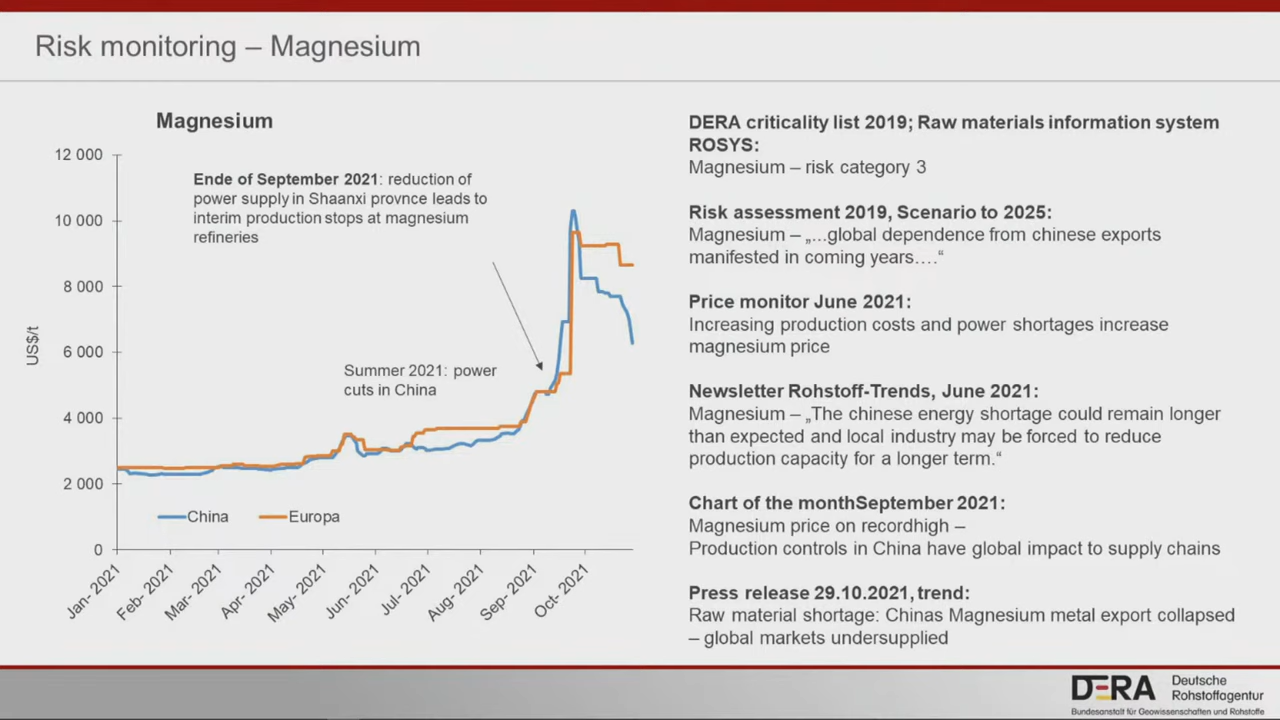 Risk monitoring – Magnesium
Magnesium
12 000
10 000
8 000
6 000
4 000
2 000
0
US$/t
Ende of September 2021: reduction of
power supply in Shaanxi provnce leads to
interim production stops at magnesium
refineries
Summer 2021: power
cuts in China
China
Europa
Jan- 2021
Feb- 2021
Mar- 2021
Apr- 2021
May- 2021
Jun- 2021
Jul- 2021
Aug- 2021
Sep- 2021
Oct- 2021
DERA criticality list 2019; Raw materials information system
ROSYS:
Magnesium – risk category 3
Risk assessment 2019, Scenario to 2025:
Magnesium – „…global dependence from chinese exports
manifested in coming years….“
Price monitor June 2021:
Increasing production costs and power shortages increase
magnesium price
Newsletter Rohstoff-Trends, June 2021:
Magnesium – „The chinese energy shortage could remain longer
than expected and local industry may be forced to reduce
production capacity for a longer term.“
Chart of the monthSeptember 2021:
Magnesium price on recordhigh –
Production controls in China have global impact to supply chains
Press release 29.10.2021, trend:
Raw material shortage: Chinas Magnesium metal export collapsed
– global markets undersupplied
DERA
Deutsche
Rohstoffagentur
Bundesanstalt für Geowissenschaften und Rohstoffe